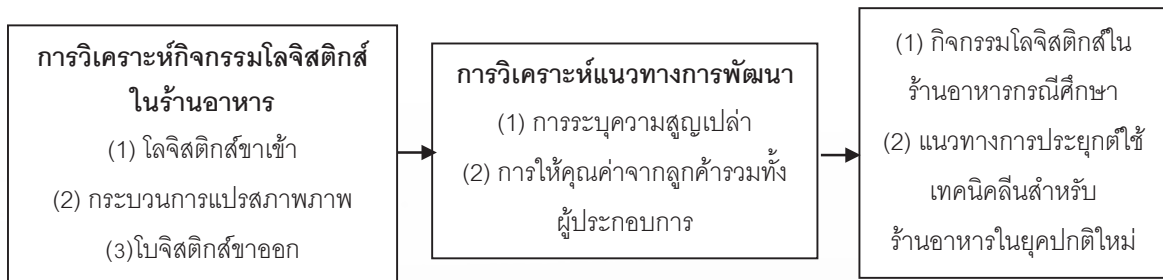 การวิเคราะห์กิจกรรมโลจิสติกส์
ในร้านอาหาร
(1) โลจิสติกส์ขาเข้า
(2) กระบวนการแปรสภาพภาพ
(3)โบจิสติกส์ขาออก
การวิเคราะห์แนวทางการพัฒนา
(1) การระบุความสูญเปล่า
(2) การให้คุณค่าจากลูกค้ารวมทั้ง
ผู้ประกอบการ
(1) กิจกรรมโลจิสติกส์ใน
ร้านอาหารกรณีศึกษา
(2) แนวทางการประยุกต์ใช้
เทคนิคลีนสำหรับ
ร้านอาหารในยุคปกติใหม่